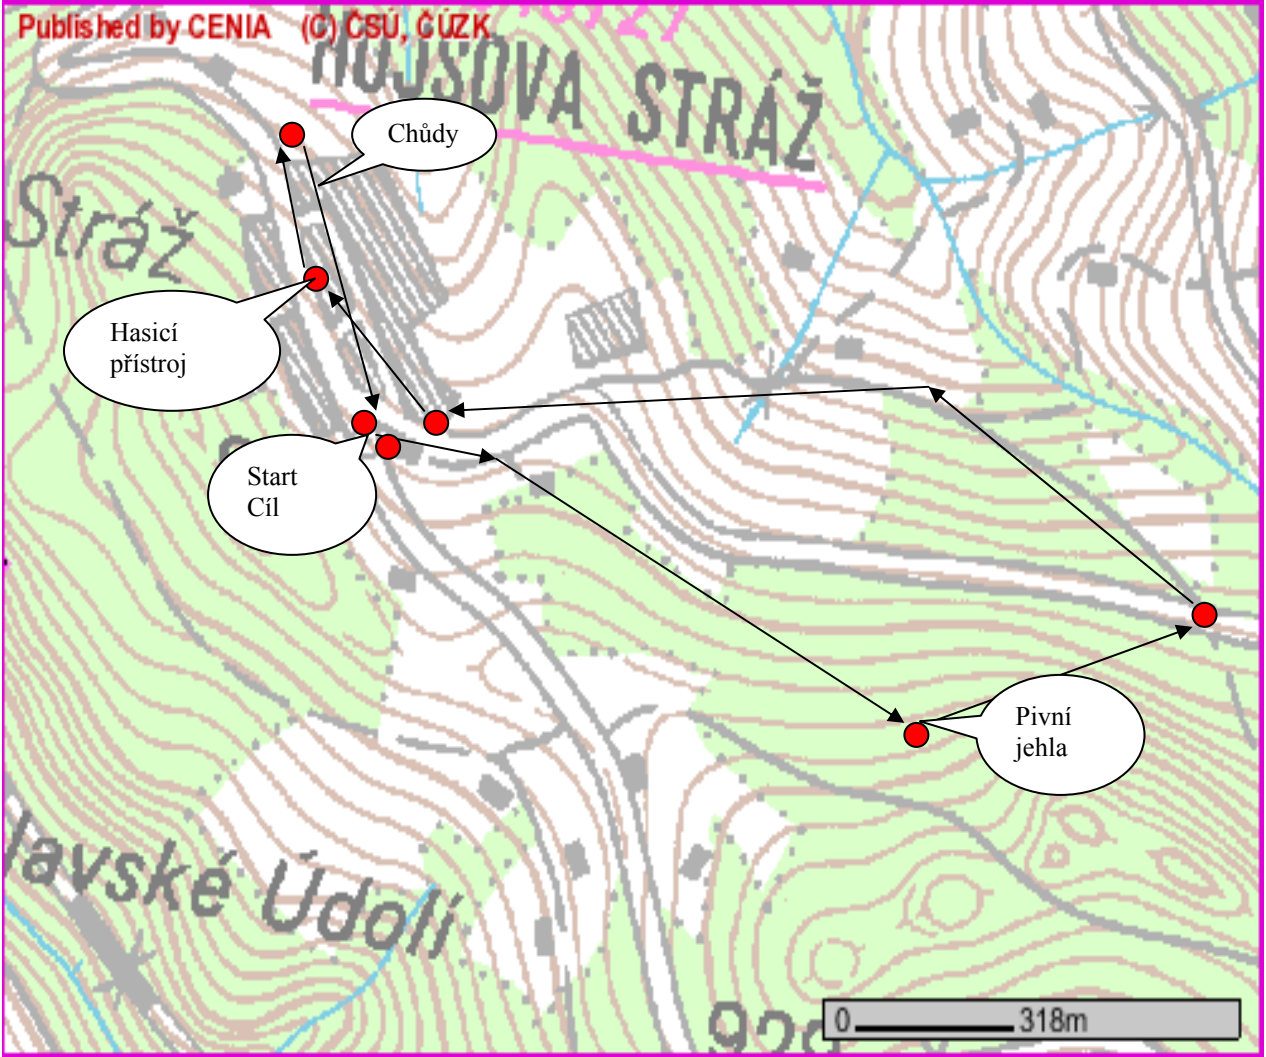 Published by CENIA (C) ČSÚ, ČÚZK
HOJSOVA STRÁŽ
Chůdy
Stráž
Hasicí
přístroj
Start
Cíl
Pivní
jehla
lavské Údolí
0 318m